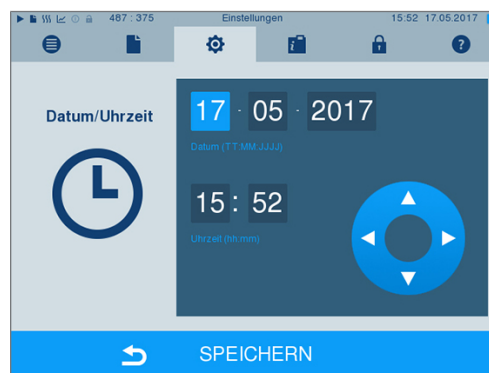 487 : 375 Einstellungen 15:52 17.05.2017
Datum/Uhrzeit
17 . 05 . 2017
Datum (TT:MM.JJJJ)
15 : 52
Uhrzeit (hh:mm)
SPEICHERN